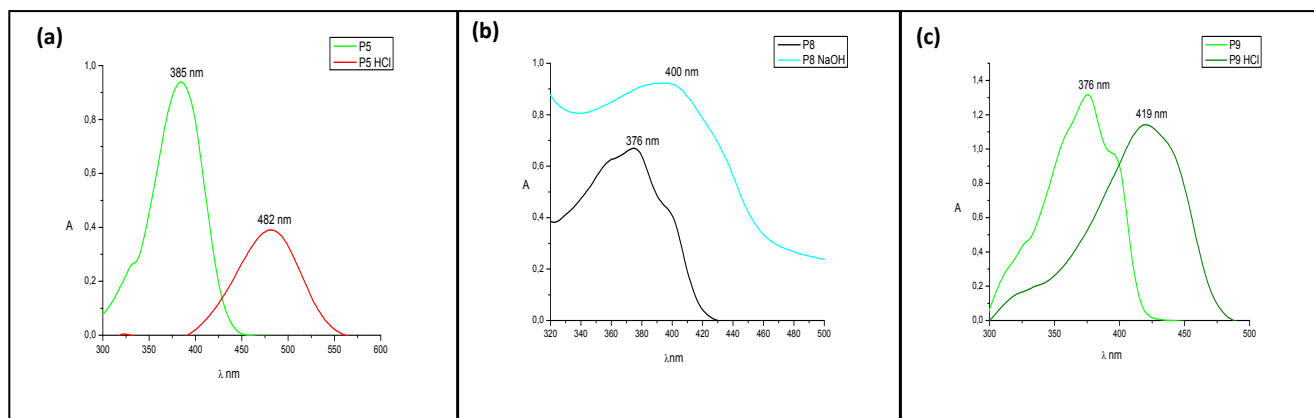 (a)
P5
P5 HCl
385 nm
482 nm
1,0
0,8
0,6
A
0,4
0,2
0,0
300 350 400 450 500 550 600
λ nm
(b)
P8
P8 NaOH
400 nm
376 nm
1,0
0,8
0,6
A
0,4
0,2
0,0
320 340 360 380 400 420 440 460 480 500
λnm
(c)
P9
P9 HCl
376 nm
419 nm
1,4
1,2
1,0
0,8
A
0,6
0,4
0,2
0,0
300 350 400 450 500
λ nm